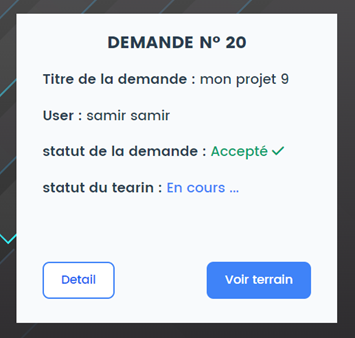 DEMANDE N° 20
Titre de la demande : mon projet 9
User : samir samir
statut de la demande : Accepté ✓
statut du tearin : En cours ...
Detail
Voir terrain